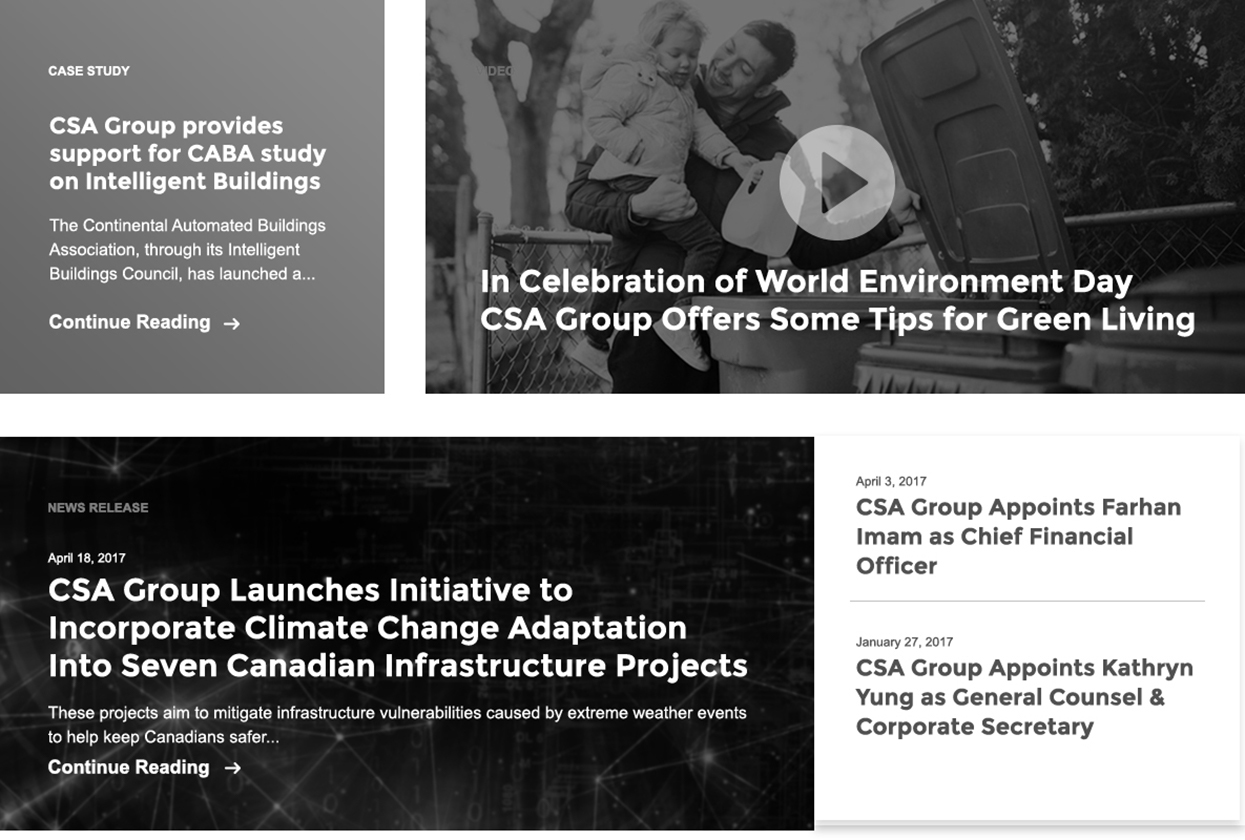 CASE STUDY
CSA Group provides
support for CABA study
on Intelligent Buildings
The Continental Automated Buildings
Association, through its Intelligent
Buildings Council, has launched a...
Continue Reading →
VIDEO
In Celebration of World Environment Day
CSA Group Offers Some Tips for Green Living
NEWS RELEASE
April 18, 2017
CSA Group Launches Initiative to
Incorporate Climate Change Adaptation
Into Seven Canadian Infrastructure Projects
These projects aim to mitigate infrastructure vulnerabilities caused by extreme weather events
to help keep Canadians safer...
Continue Reading →
April 3, 2017
CSA Group Appoints Farhan
Imam as Chief Financial
Officer
January 27, 2017
CSA Group Appoints Kathryn
Yung as General Counsel &
Corporate Secretary